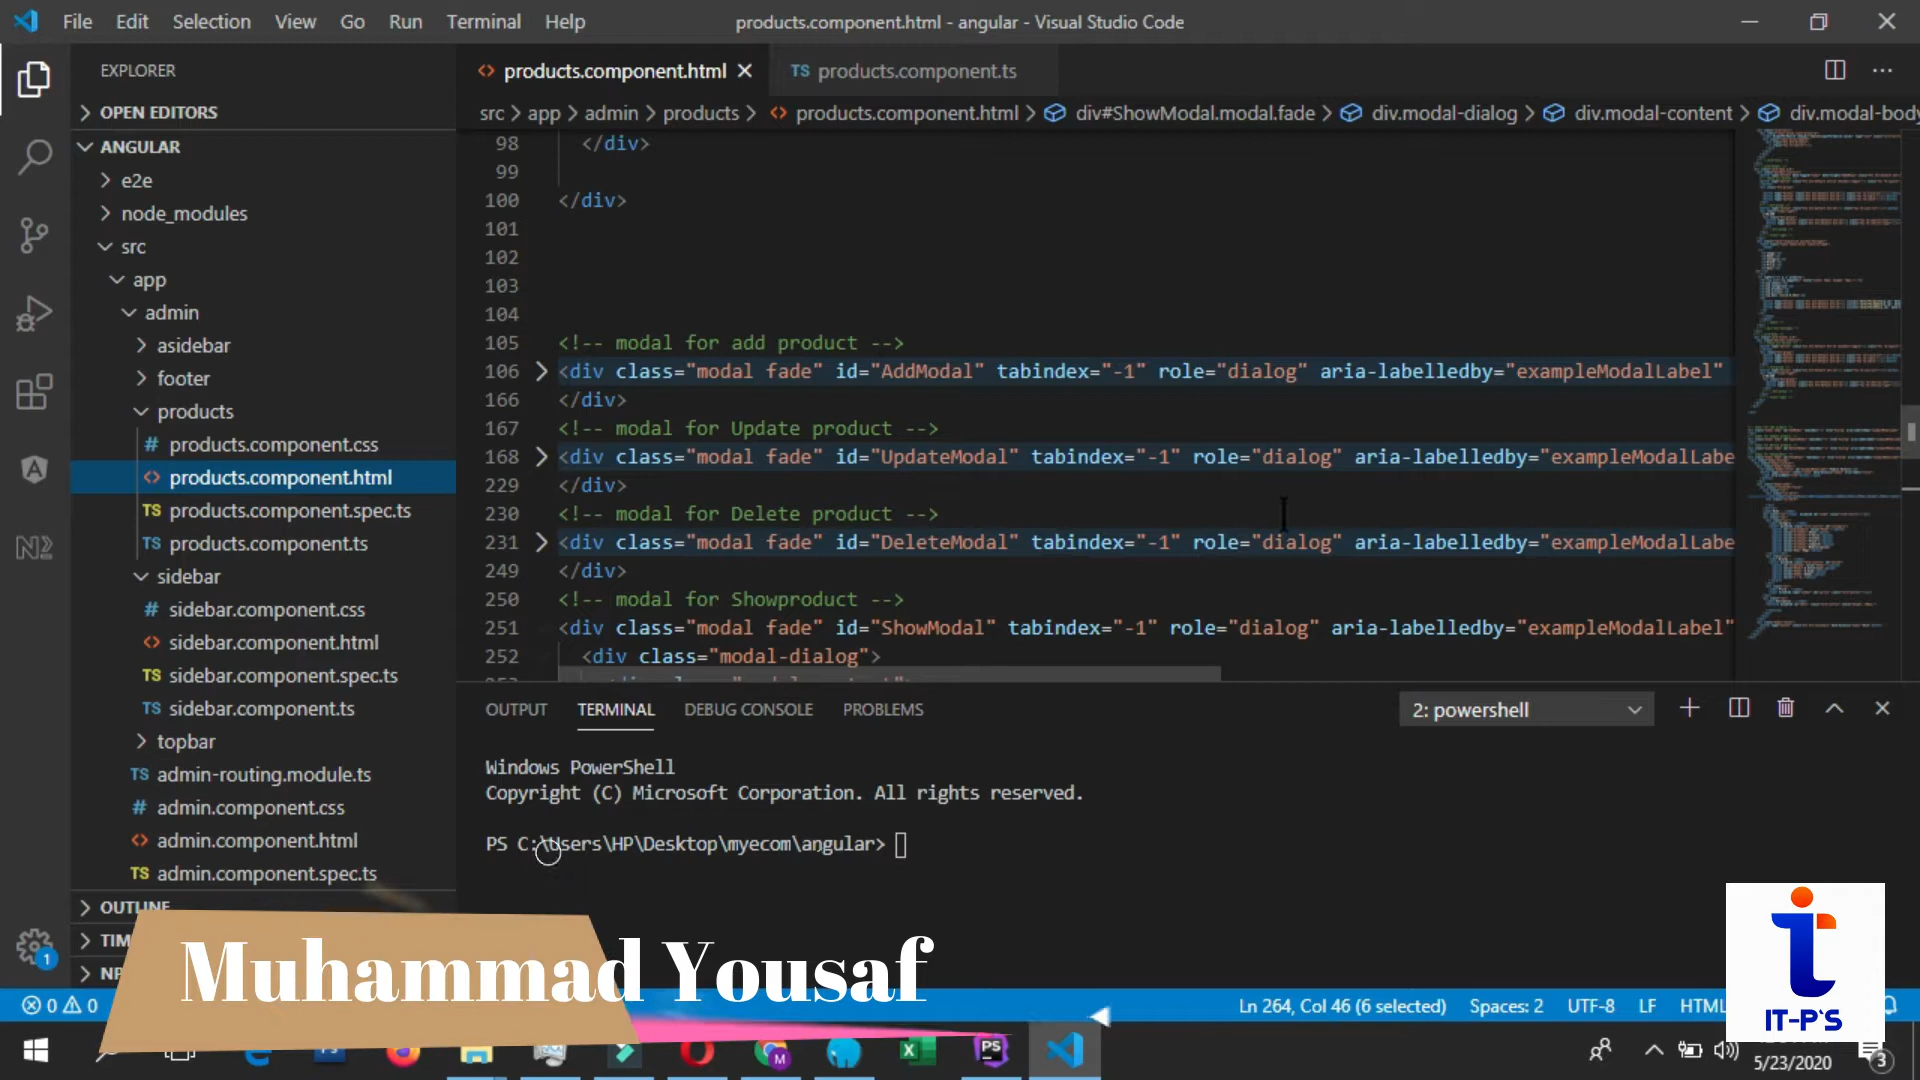 File Edit Selection View Go Run Terminal Help products.component.html - angular - Visual Studio Code
EXPLORER
OPEN EDITORS
ANGULAR
e2e
node_modules
src
app
admin
asidebar
footer
products
# products.component.css
<> products.component.html
TS products.component.spec.ts
TS products.component.ts
sidebar
# sidebar.component.css
<> sidebar.component.html
TS sidebar.component.spec.ts
TS sidebar.component.ts
topbar
TS admin-routing.module.ts
# admin.component.css
<> admin.component.html
TS admin.component.spec.ts
OUTLINE
<> products.component.html TS products.component.ts
src > app > admin > products > <> products.component.html > div#ShowModal.modal.fade > div.modal-dialog > div.modal-content > div.modal-body
98 </div>
99
100 </div>
101
102
103
104
105 <!-- modal for add product -->
106 <div class="modal fade" id="AddModal" tabindex="-1" role="dialog" aria-labelledby="exampleModalLabel"
166 </div>
167 <!-- modal for Update product -->
168 <div class="modal fade" id="UpdateModal" tabindex="-1" role="dialog" aria-labelledby="exampleModalLabe
229 </div>
230 <!-- modal for Delete product -->
231 <div class="modal fade" id="DeleteModal" tabindex="-1" role="dialog" aria-labelledby="exampleModalLabe
249 </div>
250 <!-- modal for Showproduct -->
251 <div class="modal fade" id="ShowModal" tabindex="-1" role="dialog" aria-labelledby="exampleModalLabel"
252 <div class="modal-dialog">
OUTPUT TERMINAL DEBUG CONSOLE PROBLEMS 2: powershell
Windows PowerShell
Copyright (C) Microsoft Corporation. All rights reserved.
PS C:\Users\HP\Desktop\myecom\angular>
Muhammad Yousaf
IT-P'S
1
0 0 Ln 264, Col 46 (6 selected) Spaces: 2 UTF-8 LF HTML
5/23/2020
3